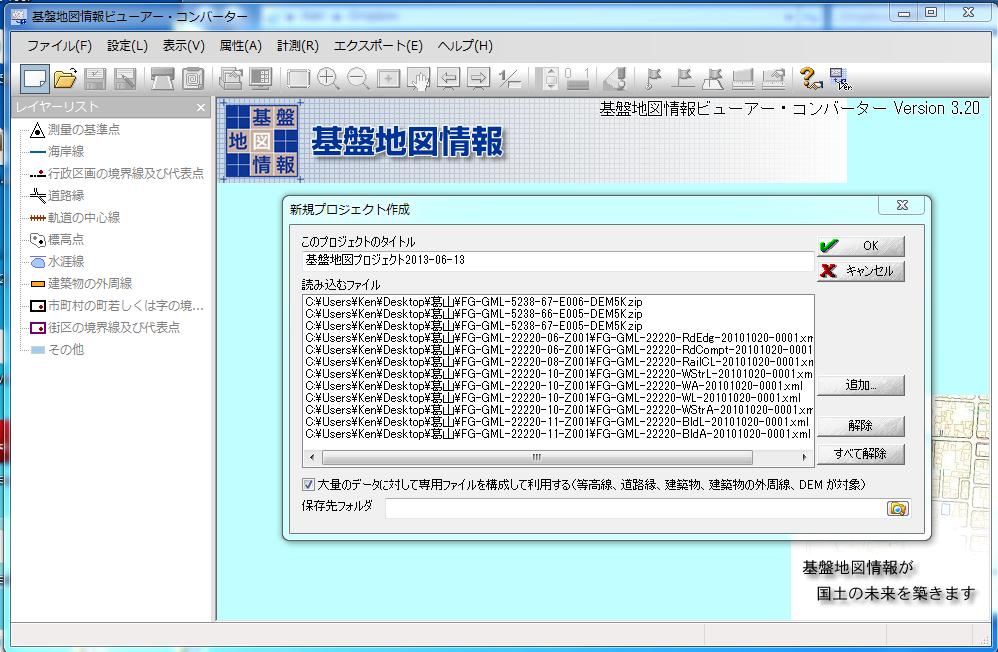 基盤地図情報ビューアー・コンバーター
ファイル(F) 設定(L) 表示(V) 属性(A) 計測(R) エクスポート(E) ヘルプ(H)
レイヤーリスト
測量の基準点
海岸線
行政区画の境界線及び代表点
道路縁
軌道の中心線
標高点
水涯線
建築物の外周線
市町村の町若しくは字の境...
街区の境界線及び代表点
その他
基盤地図情報
基盤地図情報
基盤地図情報ビューアー・コンバーター Version 3.20
新規プロジェクト作成
このプロジェクトのタイトル
基盤地図プロジェクト2013-06-13
OK
キャンセル
読み込むファイル
C:¥Users¥Ken¥Desktop¥葛山¥FG-GML-5238-67-E006-DEM5K.zip
C:¥Users¥Ken¥Desktop¥葛山¥FG-GML-5238-66-E005-DEM5K.zip
C:¥Users¥Ken¥Desktop¥葛山¥FG-GML-5238-67-E005-DEM5K.zip
C:¥Users¥Ken¥Desktop¥葛山¥FG-GML-22220-06-Z001¥FG-GML-22220-RdEdg-20101020-0001.xm
C:¥Users¥Ken¥Desktop¥葛山¥FG-GML-22220-06-Z001¥FG-GML-22220-RdCompt-20101020-0001
C:¥Users¥Ken¥Desktop¥葛山¥FG-GML-22220-08-Z001¥FG-GML-22220-RailCL-20101020-0001.xm
C:¥Users¥Ken¥Desktop¥葛山¥FG-GML-22220-10-Z001¥FG-GML-22220-WStrL-20101020-0001.xm
C:¥Users¥Ken¥Desktop¥葛山¥FG-GML-22220-10-Z001¥FG-GML-22220-WA-20101020-0001.xml
C:¥Users¥Ken¥Desktop¥葛山¥FG-GML-22220-10-Z001¥FG-GML-22220-WL-20101020-0001.xml
C:¥Users¥Ken¥Desktop¥葛山¥FG-GML-22220-10-Z001¥FG-GML-22220-WStrA-20101020-0001.xm
C:¥Users¥Ken¥Desktop¥葛山¥FG-GML-22220-11-Z001¥FG-GML-22220-BldL-20101020-0001.xml
C:¥Users¥Ken¥Desktop¥葛山¥FG-GML-22220-11-Z001¥FG-GML-22220-BldA-20101020-0001.xml
追加...
解除
すべて解除
大量のデータに対して専用ファイルを構成して利用する(等高線、道路縁、建築物、建築物の外周線、DEM が対象)
保存先フォルダ
基盤地図情報が
国土の未来を築きます